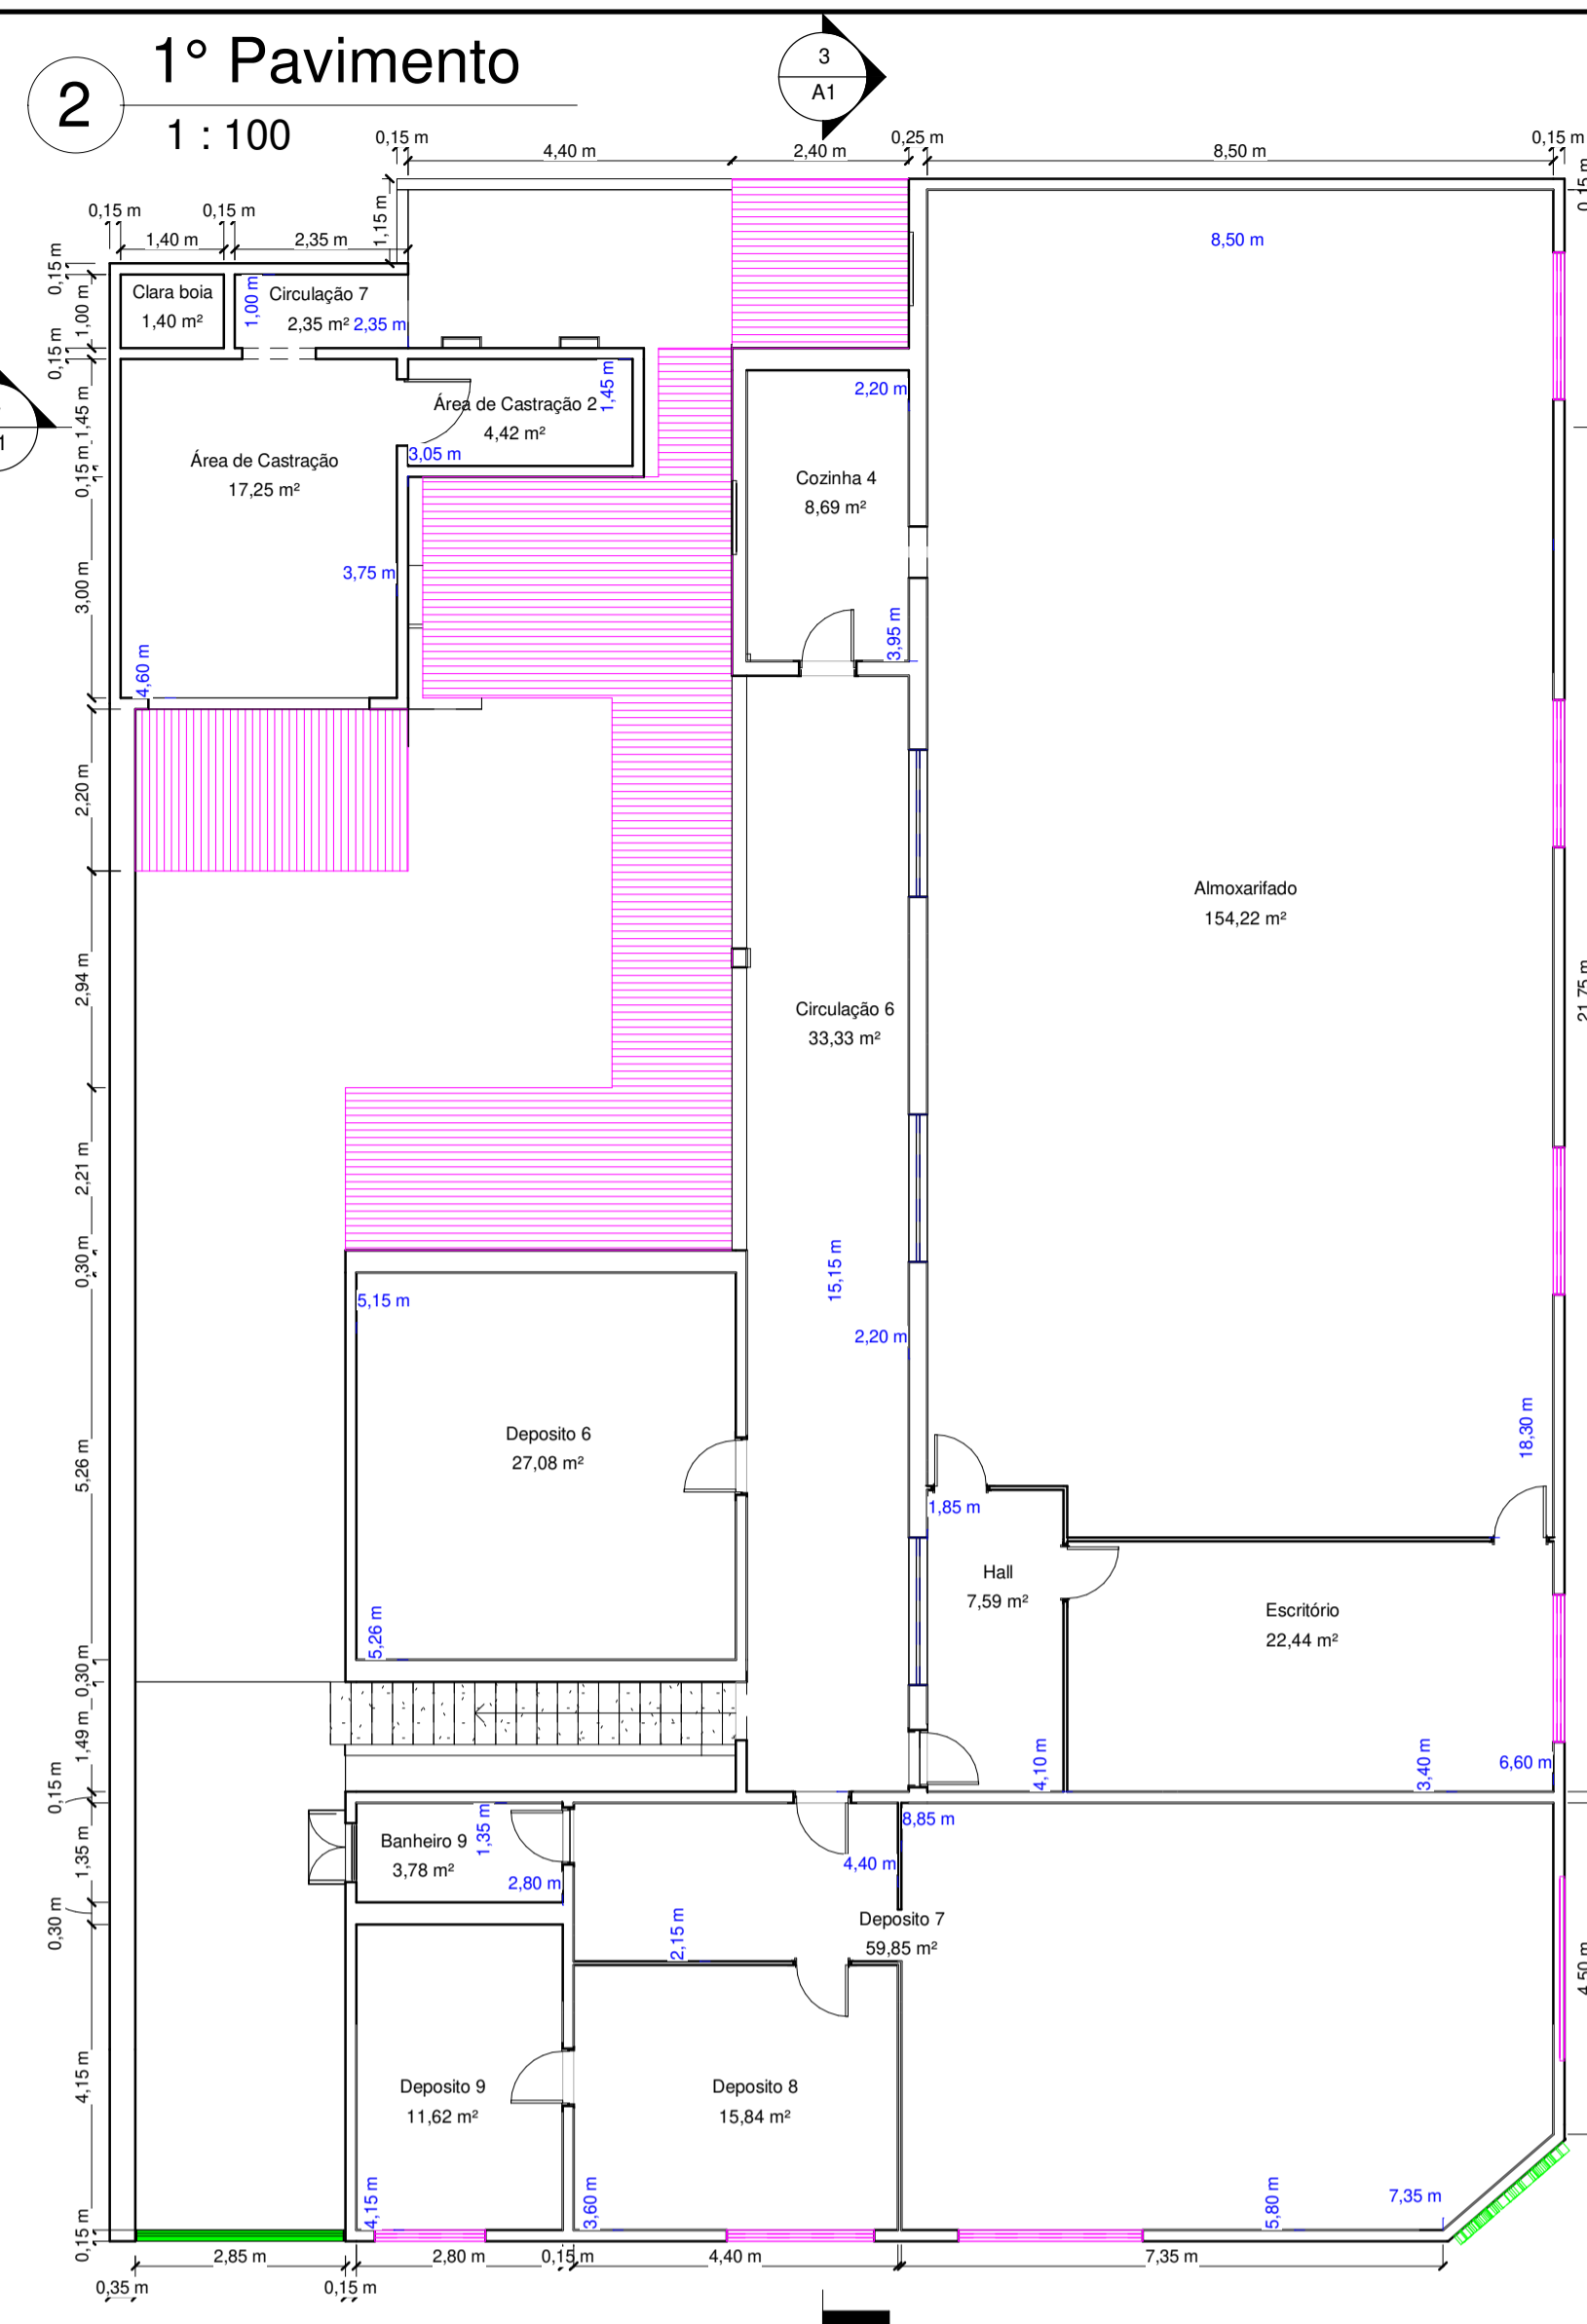 2
1° Pavimento
1 : 100
3
A1
0,15 m
4,40 m
2,40 m
0,25 m
8,50 m
0,15 m
0,15 m
0,15 m
0,15 m
1,40 m
2,35 m
1,15 m
8,50 m
0,15 m
1,00 m
0,15 m
Clara boia
1,40 m²
1,00 m
Circulação 7
2,35 m²
2,35 m
1,45 m
0,15 m
1
Área de Castração 2
4,42 m²
1,45 m
3,05 m
2,20 m
Área de Castração
17,25 m²
Cozinha 4
8,69 m²
3,00 m
3,75 m
4,60 m
3,95 m
2,20 m
Almoxarifado
154,22 m²
2,94 m
Circulação 6
33,33 m²
21,75 m
2,21 m
0,30 m
15,15 m
5,15 m
2,20 m
Deposito 6
27,08 m²
5,26 m
18,30 m
1,85 m
Hall
7,59 m²
Escritório
22,44 m²
5,26 m
0,30 m
1,49 m
0,15 m
4,10 m
3,40 m
6,60 m
1,35 m
Banheiro 9
3,78 m²
1,35 m
2,80 m
8,85 m
4,40 m
0,30 m
2,15 m
Deposito 7
59,85 m²
4,50 m
4,15 m
Deposito 9
11,62 m²
Deposito 8
15,84 m²
4,15 m
3,60 m
5,80 m
7,35 m
0,15 m
2,85 m
2,80 m
0,15 m
4,40 m
7,35 m
0,35 m
0,15 m